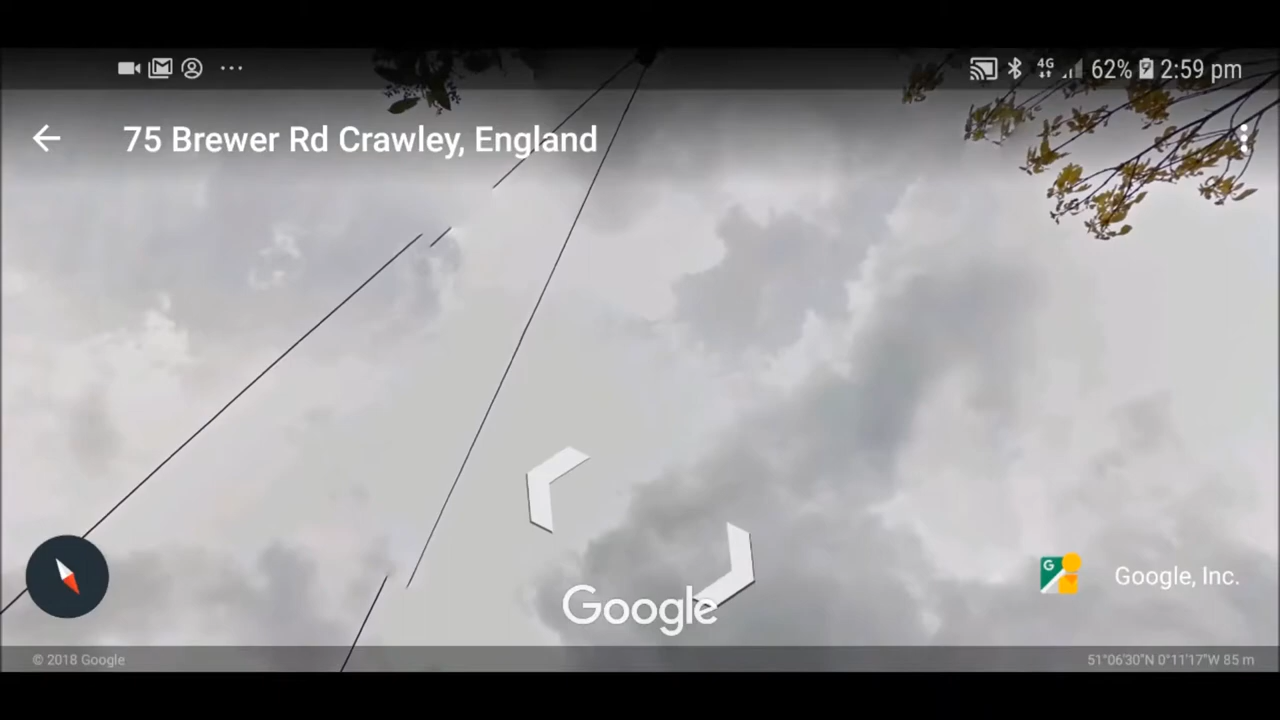 4G 62% 2:59 pm
75 Brewer Rd Crawley, England
G
Google, Inc.
Google
© 2018 Google
51°06'30"N 0°11'17"W 85 m